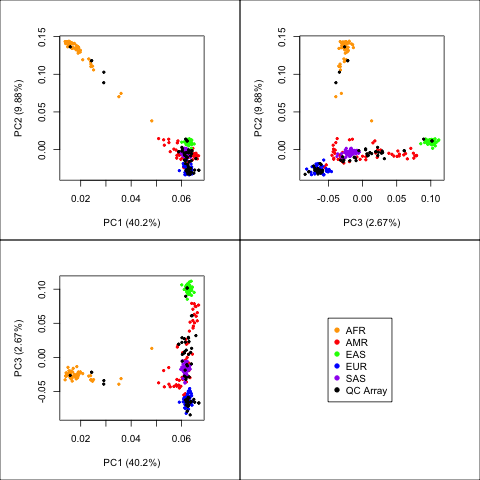 0.15
0.10
0.05
0.00
PC2 (9.88%)
0.02 0.04 0.06
PC1 (40.2%)
0.15
0.10
0.05
0.00
PC2 (9.88%)
-0.05 0.00 0.05 0.10
PC3 (2.67%)
0.10
0.05
0.00
-0.05
PC3 (2.67%)
0.02 0.04 0.06
PC1 (40.2%)
AFR
AMR
EAS
EUR
SAS
QC Array